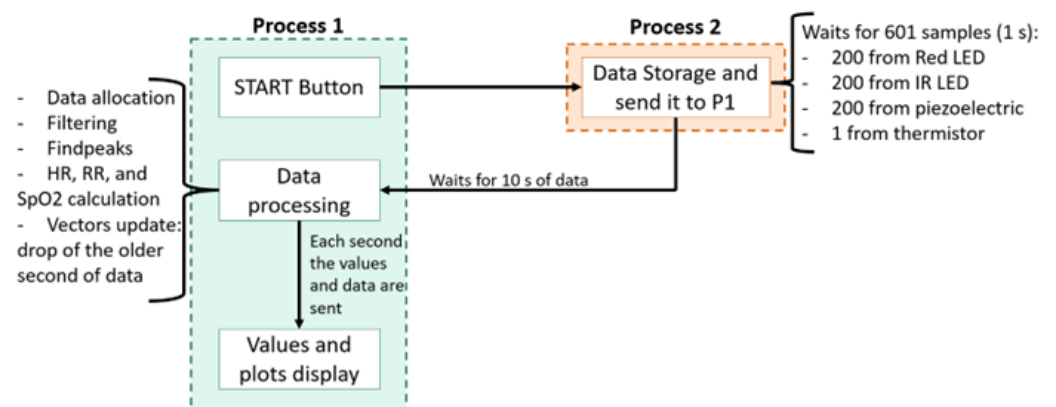 Process 1
Process 2
START Button
Data Storage and
send it to P1
Waits for 601 samples (1 s):
- 200 from Red LED
- 200 from IR LED
- 200 from piezoelectric
- 1 from thermistor
- Data allocation
- Filtering
- Findpeaks
- HR, RR, and
SpO2 calculation
- Vectors update:
drop of the older
second of data
Data
processing
Waits for 10 s of data
Each second
the values
and data are
sent
Values and
plots display